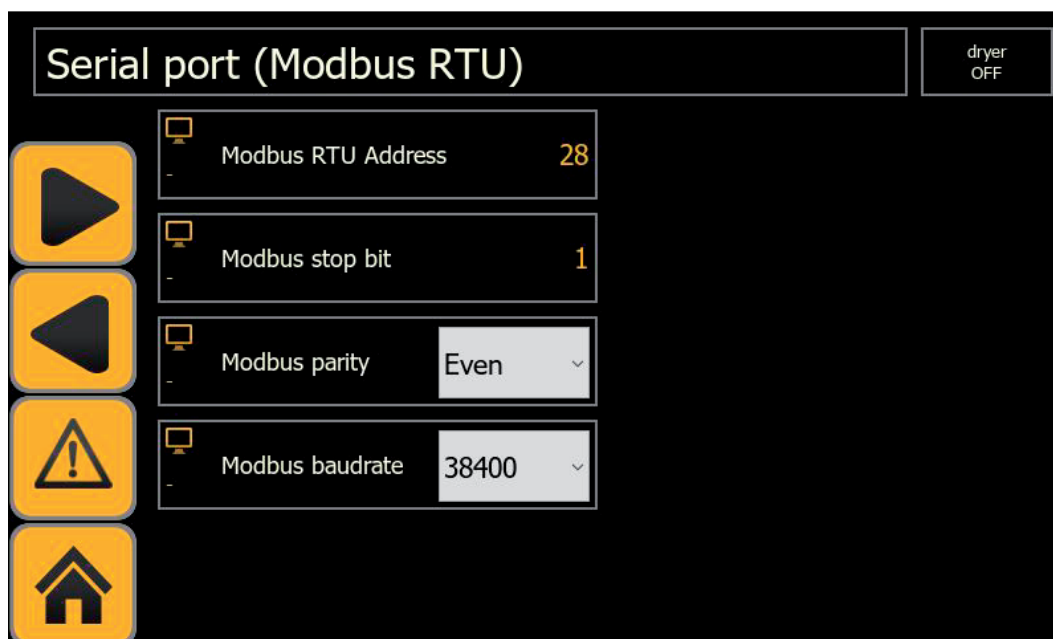 Serial port (Modbus RTU)
dryer
OFF
Modbus RTU Address 28
-
Modbus stop bit 1
-
Modbus parity Even
-
Modbus baudrate 38400
-